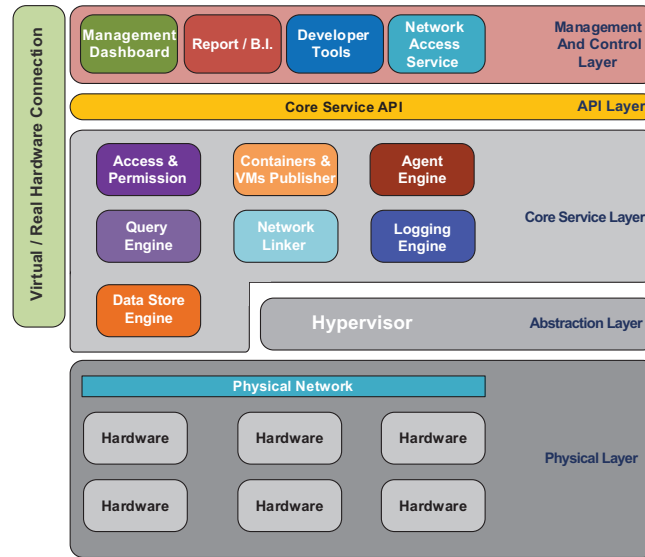 Virtual / Real Hardware Connection
Management
Dashboard
Report / B.I.
Developer
Tools
Network
Access
Service
Management
And Control
Layer
Core Service API
API Layer
Access &
Permission
Containers &
VMs Publisher
Agent
Engine
Query
Engine
Network
Linker
Logging
Engine
Core Service Layer
Data Store
Engine
Hypervisor
Abstraction Layer
Physical Network
Hardware
Hardware
Hardware
Physical Layer
Hardware
Hardware
Hardware